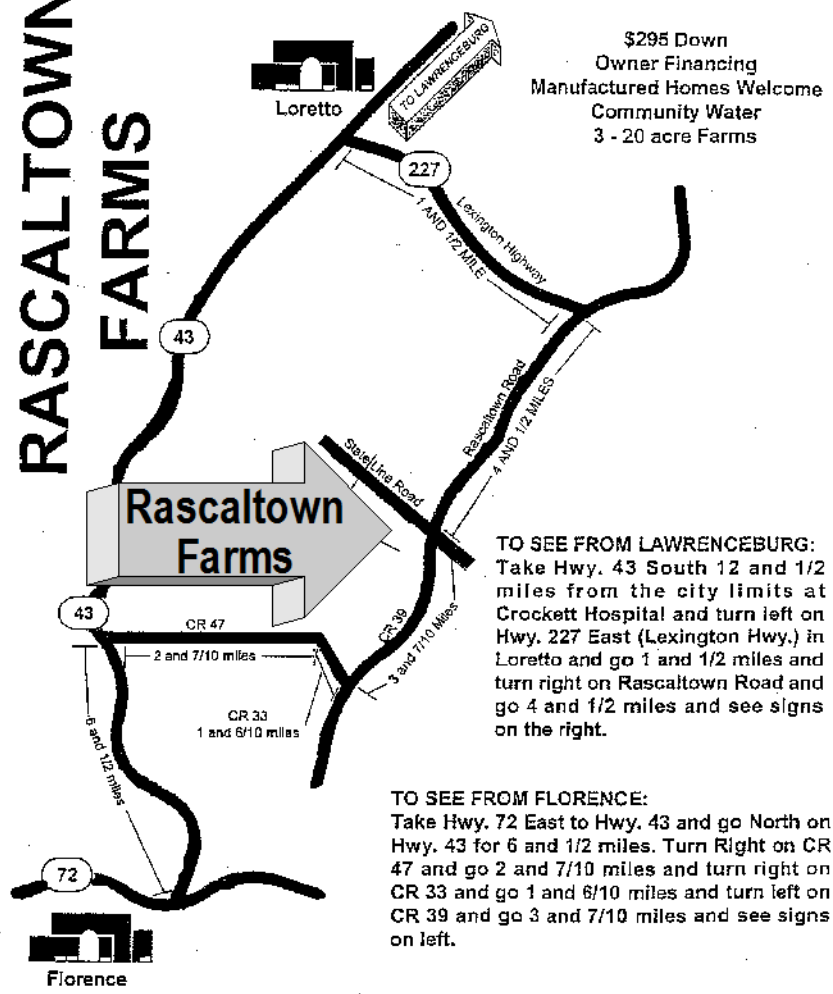 RASCALTOWN
FARMS
Loretto
TO LAWRENCEBURG
$295 Down
Owner Financing
Manufactured Homes Welcome
Community Water
3 - 20 acre Farms
227
1 AND 1/2 MILE
Lexington Highway
43
Rascaltown Road
4 AND 1/2 MILES
State Line Road
Rascaltown
Farms
43
CR 47
2 and 7/10 miles
CR 39
3 and 7/10 Miles
CR 33
1 and 6/10 miles
6 and 1/2 miles
TO SEE FROM LAWRENCEBURG:
Take Hwy. 43 South 12 and 1/2
miles from the city limits at
Crockett Hospital and turn left on
Hwy. 227 East (Lexington Hwy.) in
Loretto and go 1 and 1/2 miles and
turn right on Rascaltown Road and
go 4 and 1/2 miles and see signs
on the right.
TO SEE FROM FLORENCE:
Take Hwy. 72 East to Hwy. 43 and go North on
Hwy. 43 for 6 and 1/2 miles. Turn Right on CR
47 and go 2 and 7/10 miles and turn right on
CR 33 and go 1 and 6/10 miles and turn left on
CR 39 and go 3 and 7/10 miles and see signs
on left.
72
Florence